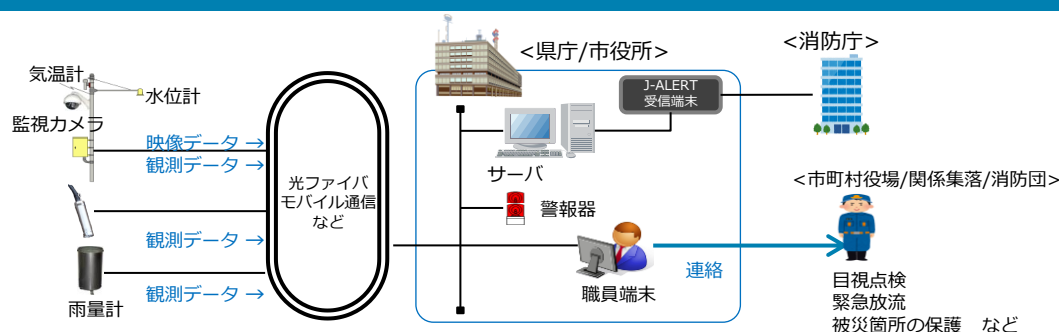 気温計
水位計
監視カメラ
映像データ →
観測データ →
観測データ →
雨量計
観測データ →
光ファイバ
モバイル通信
など
<県庁/市役所>
J-ALERT
受信端末
サーバ
警報器
職員端末
連絡
<消防庁>
<市町村役場/関係集落/消防団>
目視点検
緊急放流
被災箇所の保護 など